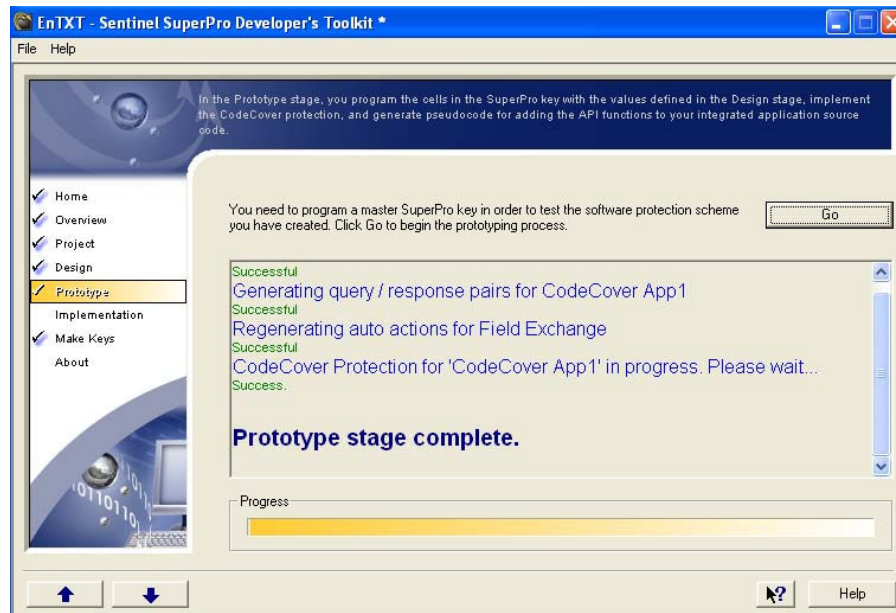 EnTXT - Sentinel SuperPro Developer's Toolkit *
File Help
In the Prototype stage, you program the cells in the SuperPro key with the values defined in the Design stage, implement
the CodeCover protection, and generate pseudocode for adding the API functions to your integrated application source
code.
Home
Overview
Project
Design
Prototype
Implementation
Make Keys
About
You need to program a master SuperPro key in order to test the software protection scheme
you have created. Click Go to begin the prototyping process.
Go
Successful
Generating query / response pairs for CodeCover App1
Successful
Regenerating auto actions for Field Exchange
Successful
CodeCover Protection for 'CodeCover App1' in progress. Please wait...
Success.
Prototype stage complete.
Progress
Help